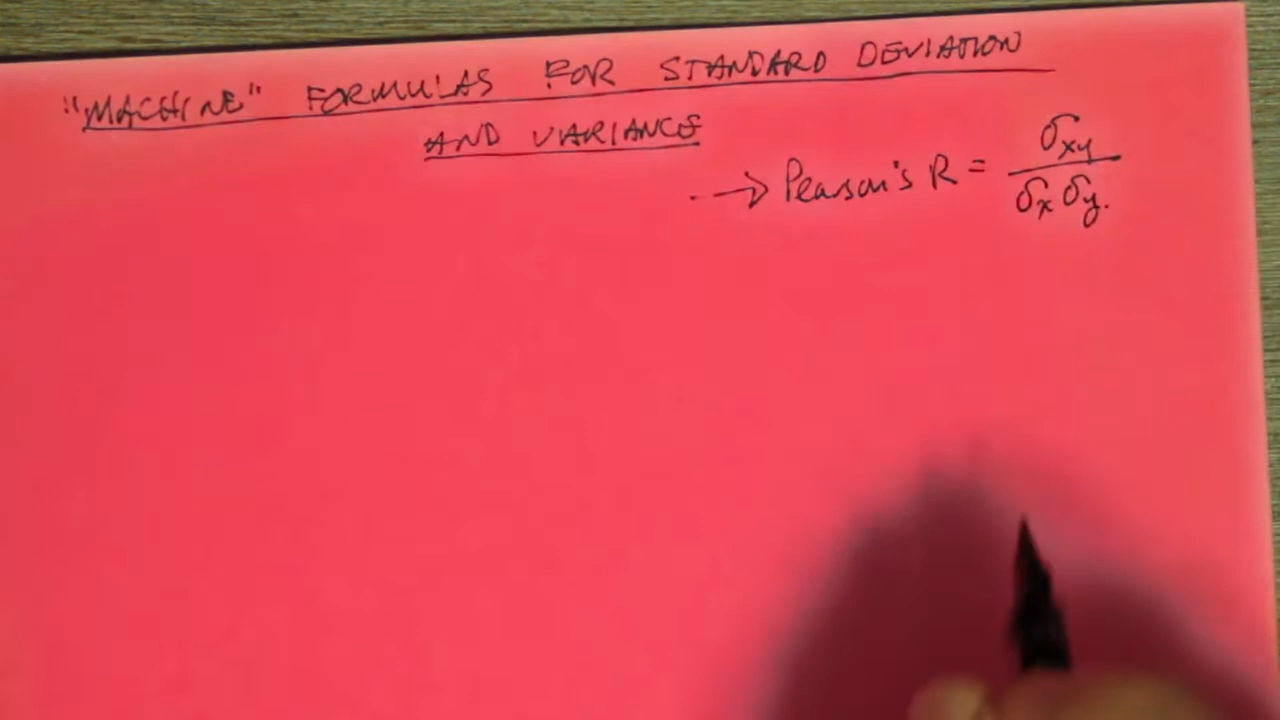 "MACHINE" FORMULAS FOR STANDARD DEVIATION
AND VARIANCE
→ Pearson's R = σxy / σx σy.